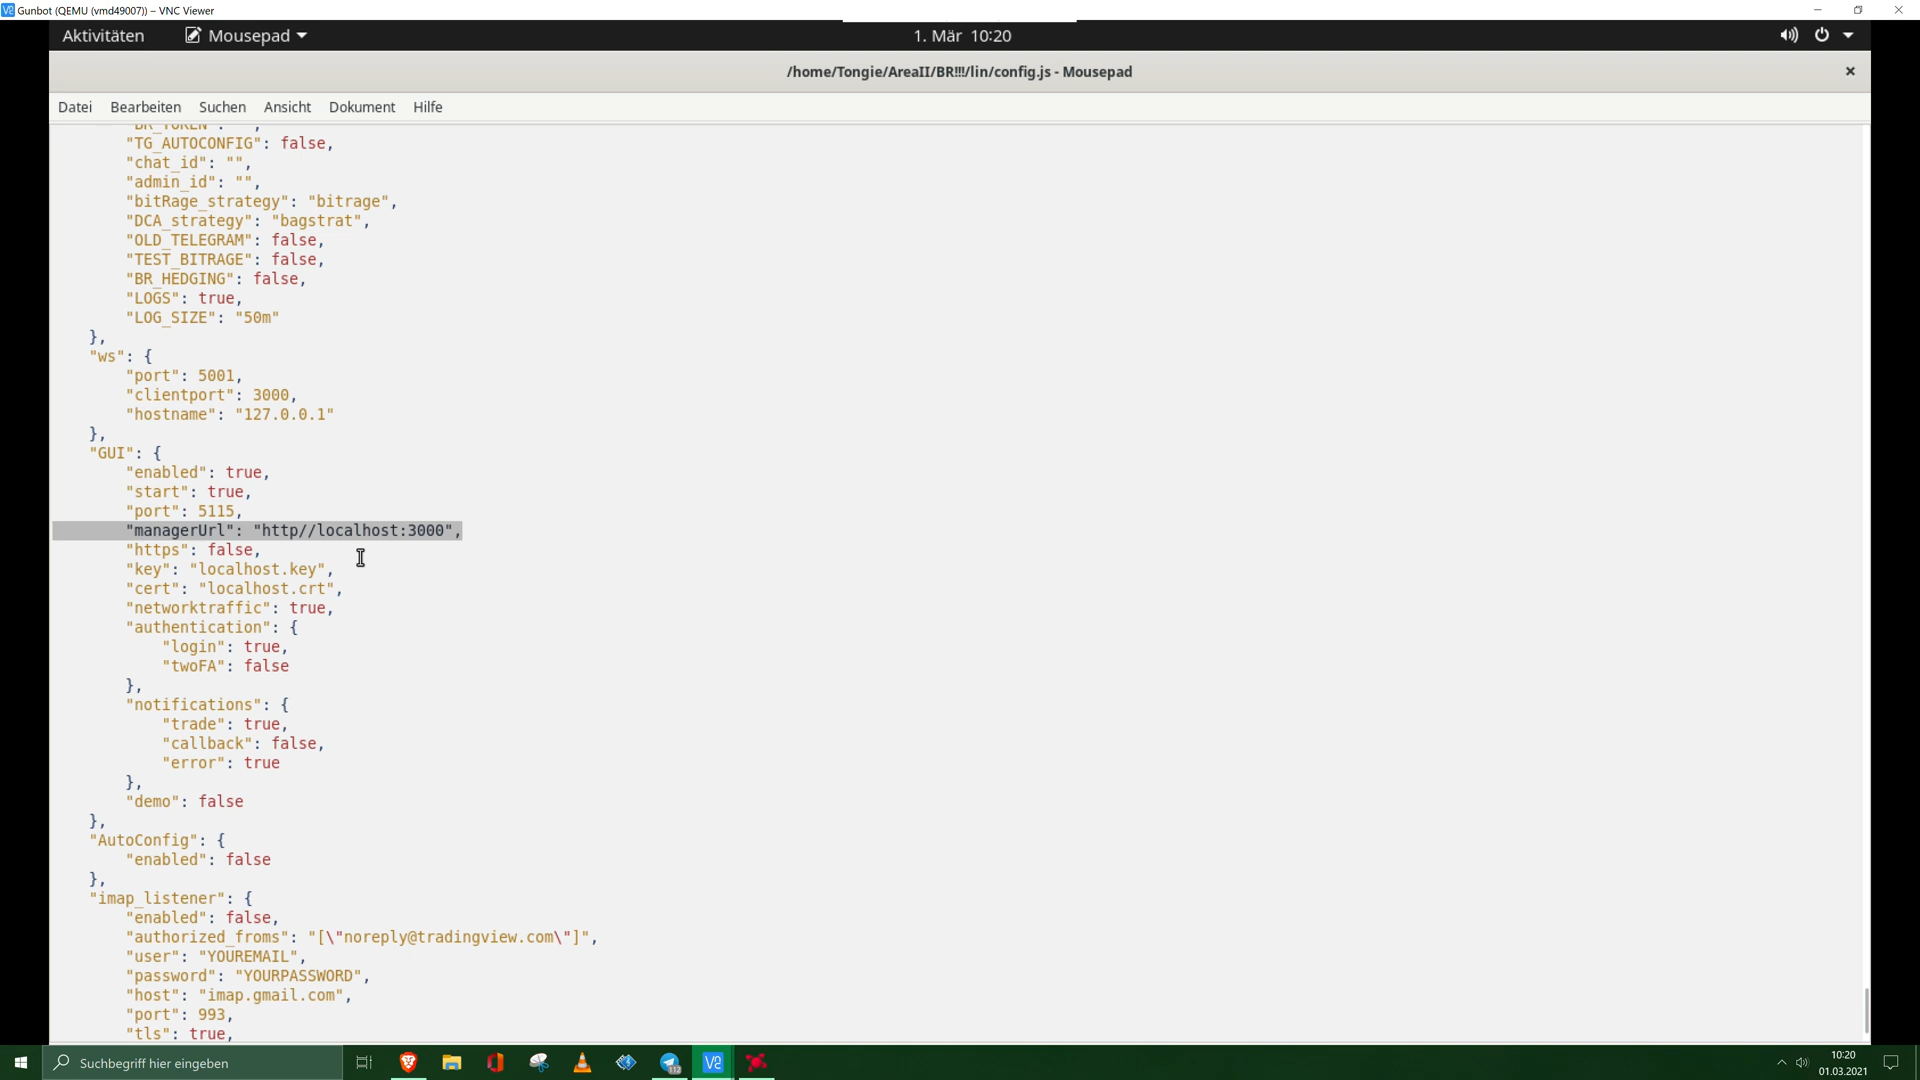 Gunbot (QEMU (vmd49007)) – VNC Viewer
Aktivitäten Mousepad 1. Mär 10:20
/home/Tongie/AreaII/BR!!!/lin/config.js - Mousepad
Datei Bearbeiten Suchen Ansicht Dokument Hilfe
"BR_TOKEN": "",
"TG_AUTOCONFIG": false,
"chat_id": "",
"admin_id": "",
"bitRage_strategy": "bitrage",
"DCA_strategy": "bagstrat",
"OLD_TELEGRAM": false,
"TEST_BITRAGE": false,
"BR_HEDGING": false,
"LOGS": true,
"LOG_SIZE": "50m"
},
"ws": {
"port": 5001,
"clientport": 3000,
"hostname": "127.0.0.1"
},
"GUI": {
"enabled": true,
"start": true,
"port": 5115,
"managerUrl": "http//localhost:3000",
"https": false,
"key": "localhost.key",
"cert": "localhost.crt",
"networktraffic": true,
"authentication": {
"login": true,
"twoFA": false
},
"notifications": {
"trade": true,
"callback": false,
"error": true
},
"demo": false
},
"AutoConfig": {
"enabled": false
},
"imap_listener": {
"enabled": false,
"authorized_froms": "[\"noreply@tradingview.com\"]",
"user": "YOUREMAIL",
"password": "YOURPASSWORD",
"host": "imap.gmail.com",
"port": 993,
"tls": true,
Suchbegriff hier eingeben
112
10:20
01.03.2021